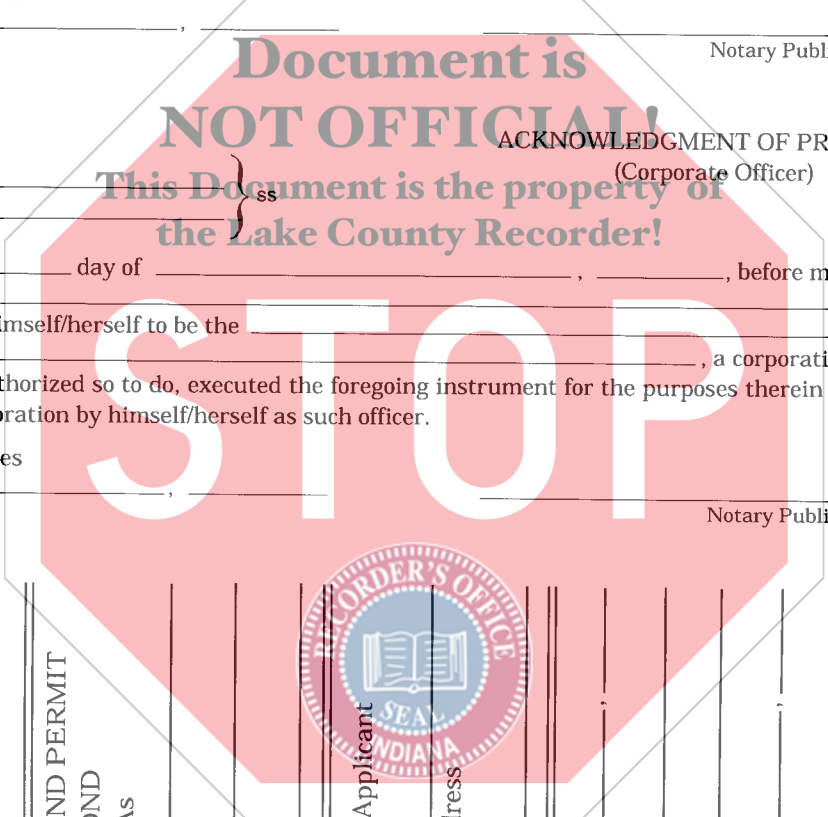 Document is
Notary Publi
NOT OFFICIAL!
ACKNOWLEDGMENT OF PR
(Corporate Officer)
This Document is the property of
ss
the Lake County Recorder!
day of , , before m
imself/herself to be the
, a corporati
thorized so to do, executed the foregoing instrument for the purposes therein
oration by himself/herself as such officer.
es
STOP
Notary Publi
RECORDER'S OFFICE
SEAL
INDIANA
ND PERMIT
OND
As
Applicant
ress